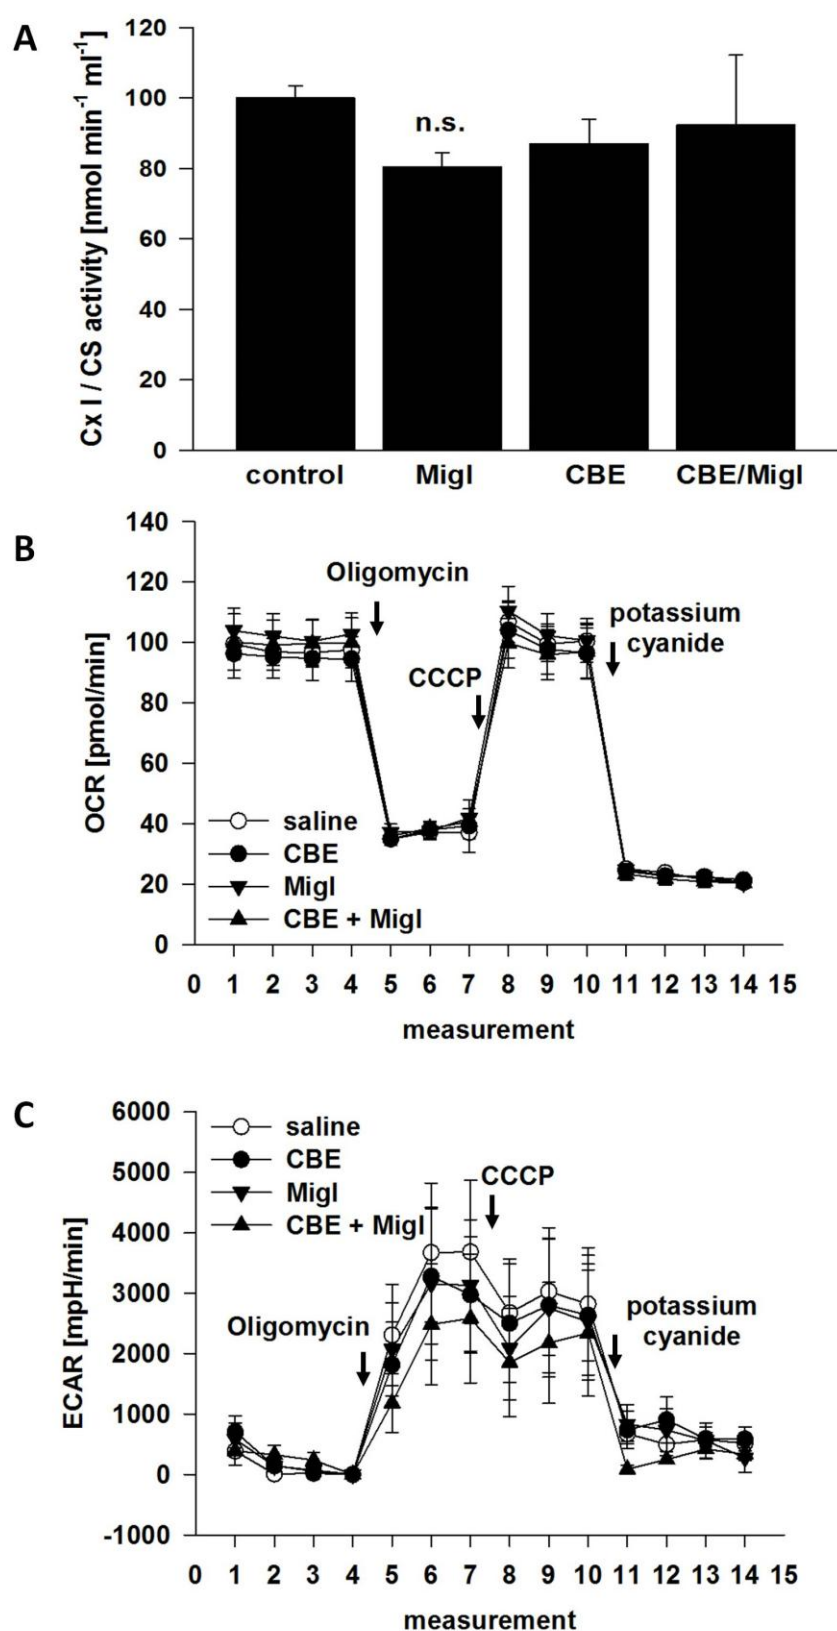 A
Cx I / CS activity [nmol min⁻¹ ml⁻¹]
120
100
80
60
40
20
0
n.s.
control Migl CBE CBE/Migl
B
OCR [pmol/min]
140
120
100
80
60
40
20
0
Oligomycin
CCCP
potassium
cyanide
saline
CBE
Migl
CBE + Migl
0 1 2 3 4 5 6 7 8 9 10 11 12 13 14 15
measurement
C
ECAR [mpH/min]
6000
5000
4000
3000
2000
1000
0
-1000
saline
CBE
Migl
CBE + Migl
CCCP
Oligomycin
potassium
cyanide
0 1 2 3 4 5 6 7 8 9 10 11 12 13 14 15
measurement